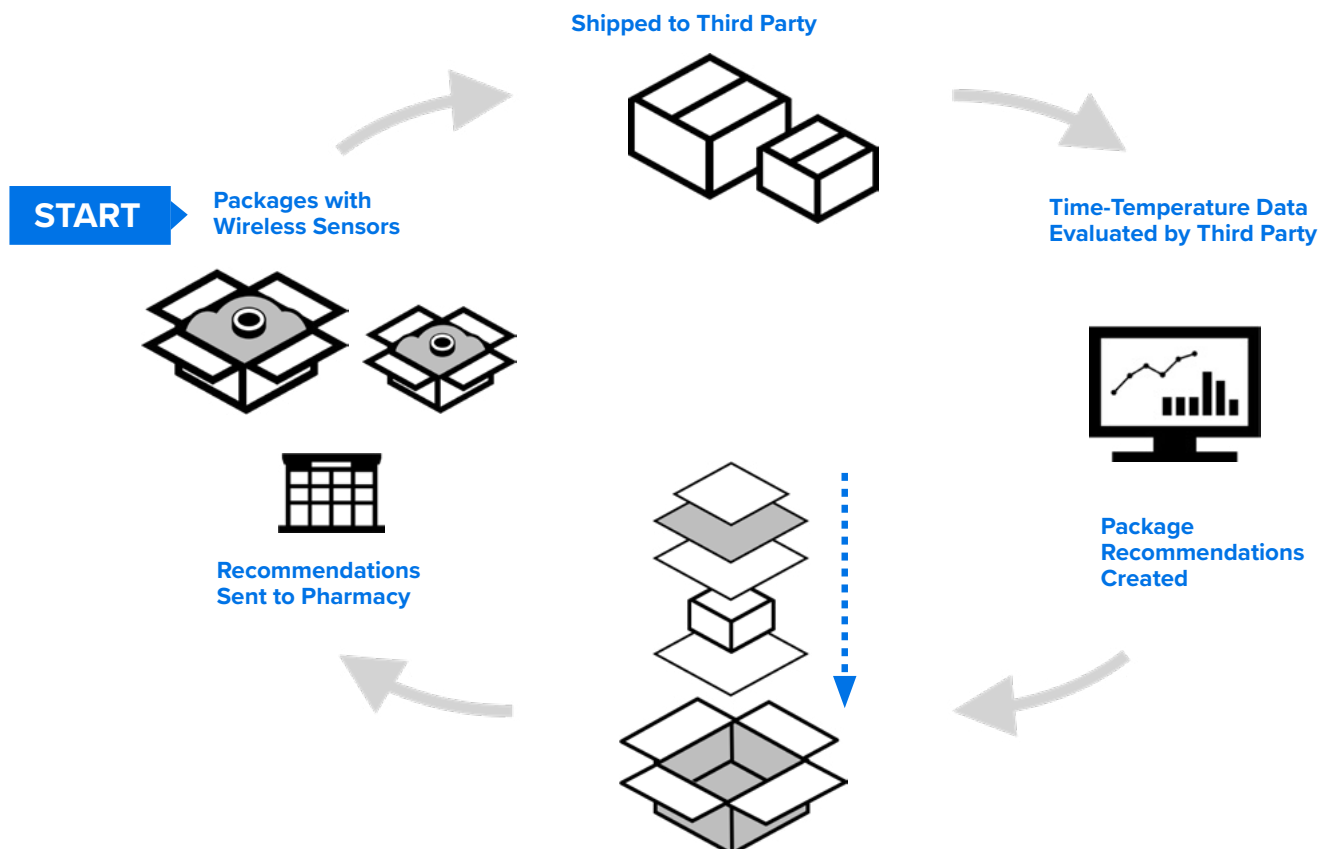 Shipped to Third Party
START
Packages with
Wireless Sensors
Time-Temperature Data
Evaluated by Third Party
Package
Recommendations
Created
Recommendations
Sent to Pharmacy